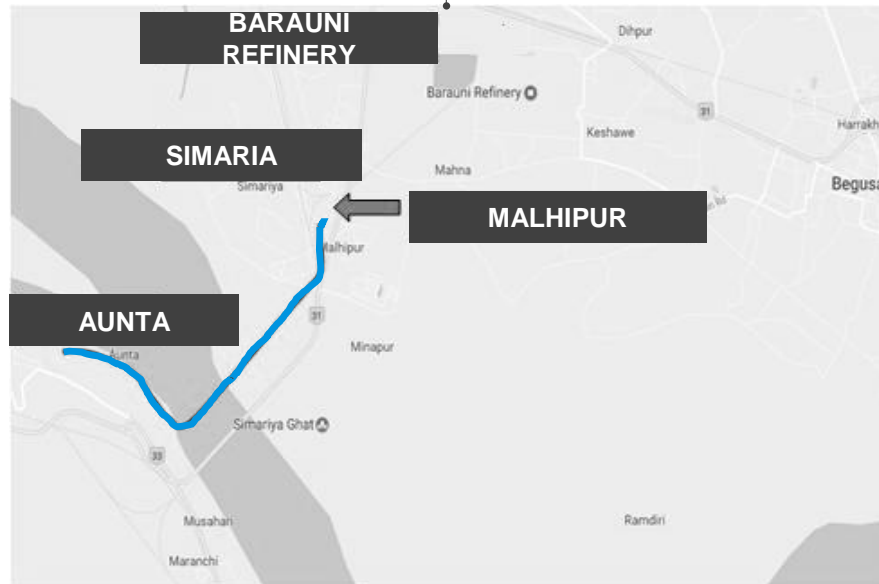 BARAUNI
REFINERY
Dihpur
Barauni Refinery
31
Keshawe
Harrakh
SIMARIA
Mahna
Simariya
Begusa
MALHIPUR
Malhipur
31
AUNTA
Aunta
Minapur
Simariya Ghat
33
Musahari
Ramdiri
Maranchi